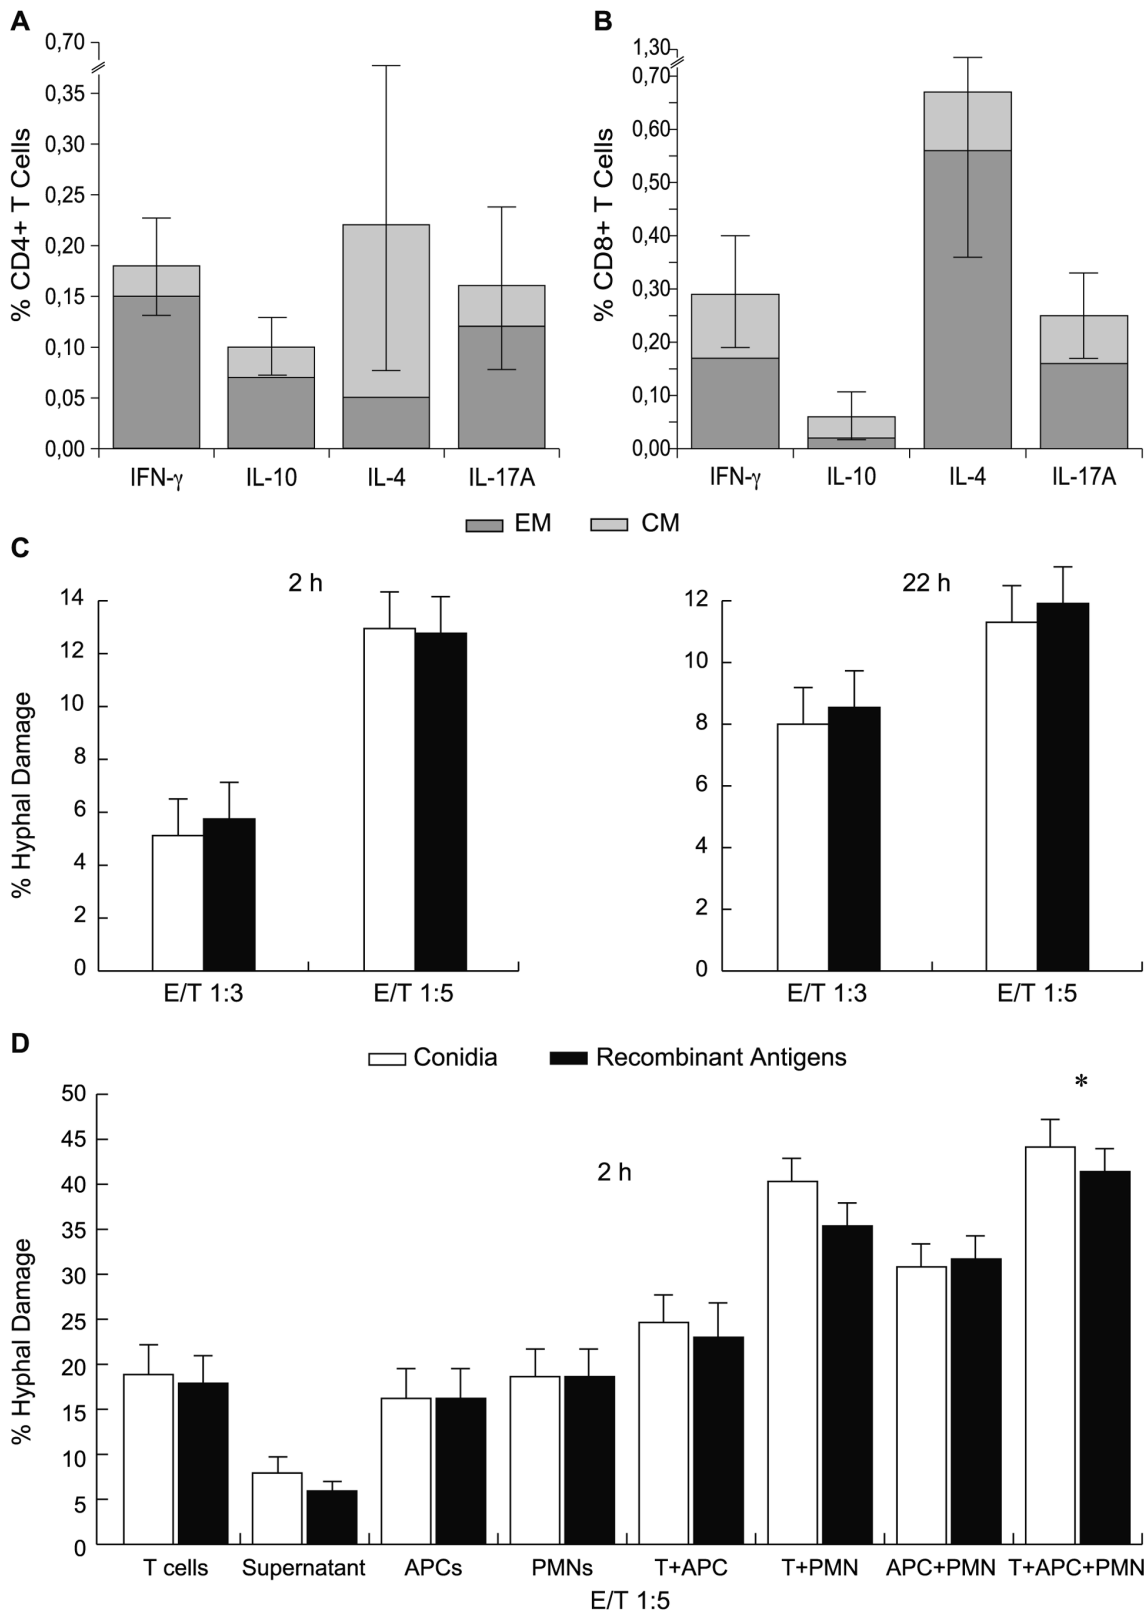 A
B
% CD4+ T Cells
0,70
0,35
0,30
0,25
0,20
0,15
0,10
0,05
0,00
IFN-γ IL-10 IL-4 IL-17A
% CD8+ T Cells
1,30
0,70
0,60
0,50
0,40
0,30
0,20
0,10
0,00
IFN-γ IL-10 IL-4 IL-17A
EM CM
C
2 h
% Hyphal Damage
14
12
10
8
6
4
2
0
E/T 1:3 E/T 1:5
22 h
% Hyphal Damage
12
10
8
6
4
2
0
E/T 1:3 E/T 1:5
D
Conidia Recombinant Antigens
*
2 h
% Hyphal Damage
50
45
40
35
30
25
20
15
10
5
0
T cells Supernatant APCs PMNs T+APC T+PMN APC+PMN T+APC+PMN
E/T 1:5